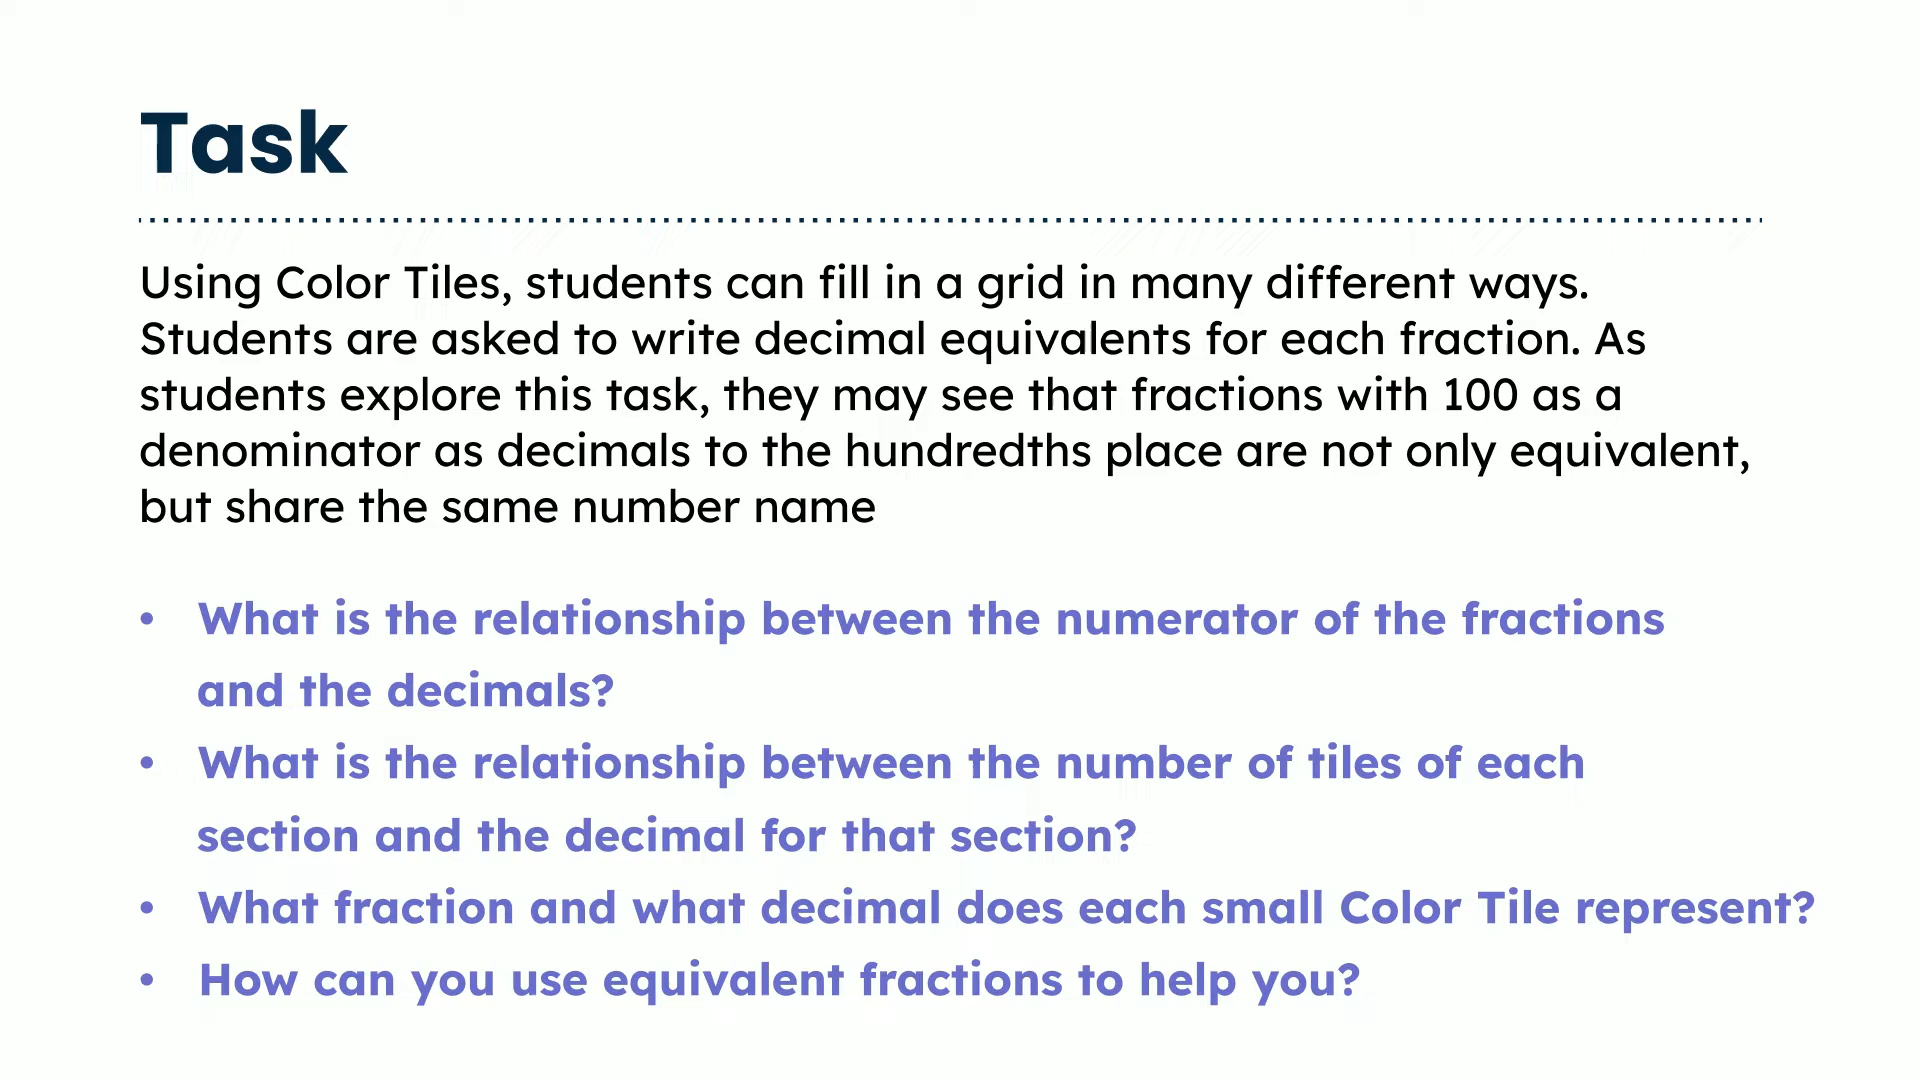 Task
Using Color Tiles, students can fill in a grid in many different ways.
Students are asked to write decimal equivalents for each fraction. As
students explore this task, they may see that fractions with 100 as a
denominator as decimals to the hundredths place are not only equivalent,
but share the same number name
• What is the relationship between the numerator of the fractions
and the decimals?
• What is the relationship between the number of tiles of each
section and the decimal for that section?
• What fraction and what decimal does each small Color Tile represent?
• How can you use equivalent fractions to help you?